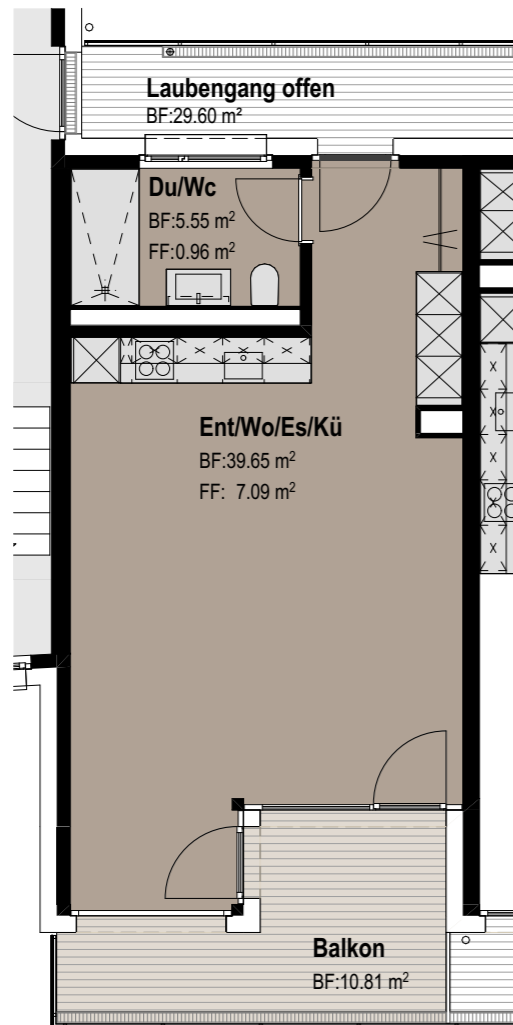 Laubengang offen
BF:29.60 m²
Du/Wc
BF:5.55 m²
FF:0.96 m²
Ent/Wo/Es/Kü
BF:39.65 m²
FF: 7.09 m²
Balkon
BF:10.81 m²